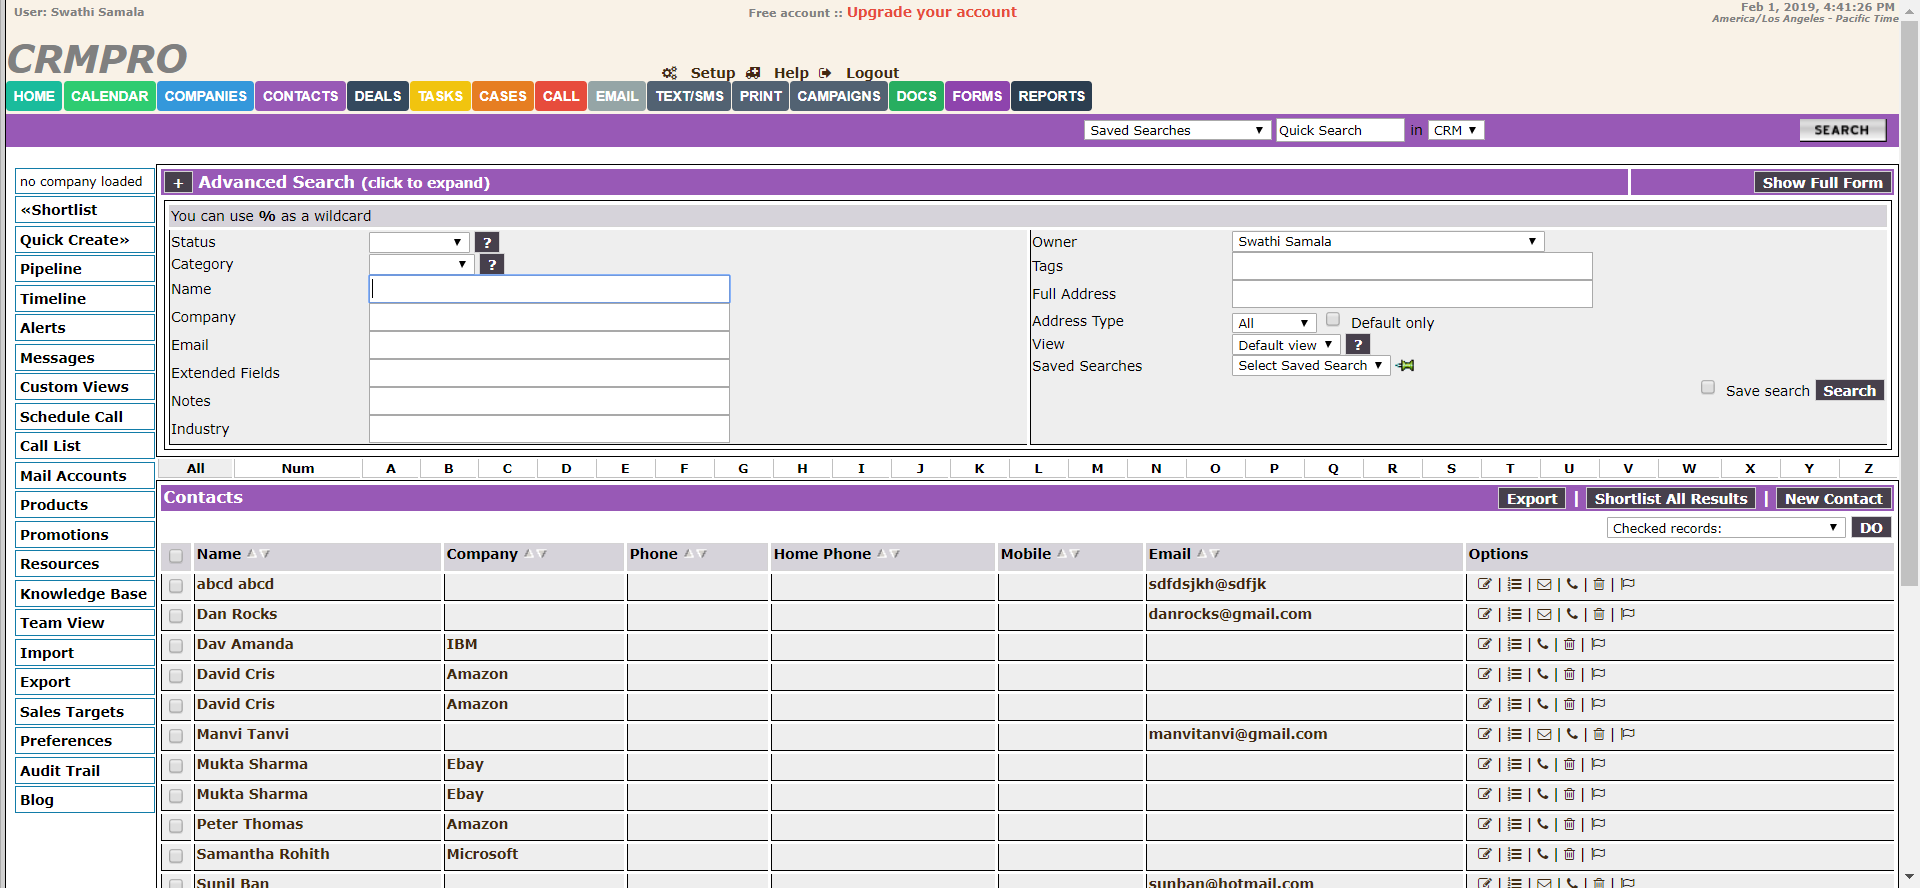 User: Swathi Samala
Free account :: Upgrade your account
Feb 1, 2019, 4:41:26 PM
America/Los Angeles - Pacific Time
CRMPRO
Setup Help Logout
HOME CALENDAR COMPANIES CONTACTS DEALS TASKS CASES CALL EMAIL TEXT/SMS PRINT CAMPAIGNS DOCS FORMS REPORTS
Saved Searches Quick Search in CRM SEARCH
no company loaded
«Shortlist
Quick Create»
Pipeline
Timeline
Alerts
Messages
Custom Views
Schedule Call
Call List
Mail Accounts
Products
Promotions
Resources
Knowledge Base
Team View
Import
Export
Sales Targets
Preferences
Audit Trail
Blog
+ Advanced Search (click to expand) Show Full Form
You can use % as a wildcard
Status ?
Category ?
Name
Company
Email
Extended Fields
Notes
Industry
Owner Swathi Samala
Tags
Full Address
Address Type All Default only
View Default view ?
Saved Searches Select Saved Search
Save search Search
All Num A B C D E F G H I J K L M N O P Q R S T U V W X Y Z
Contacts Export | Shortlist All Results | New Contact
Checked records: DO
Name Company Phone Home Phone Mobile Email Options
abcd abcd sdfdsjkh@sdfjk | | | | |
Dan Rocks danrocks@gmail.com | | | | |
Dav Amanda IBM | | | |
David Cris Amazon | | | |
David Cris Amazon | | | |
Manvi Tanvi manvitanvi@gmail.com | | | | |
Mukta Sharma Ebay | | | |
Mukta Sharma Ebay | | | |
Peter Thomas Amazon | | | |
Samantha Rohith Microsoft | | | |
Sunil Ban sunban@hotmail.com | | | | |